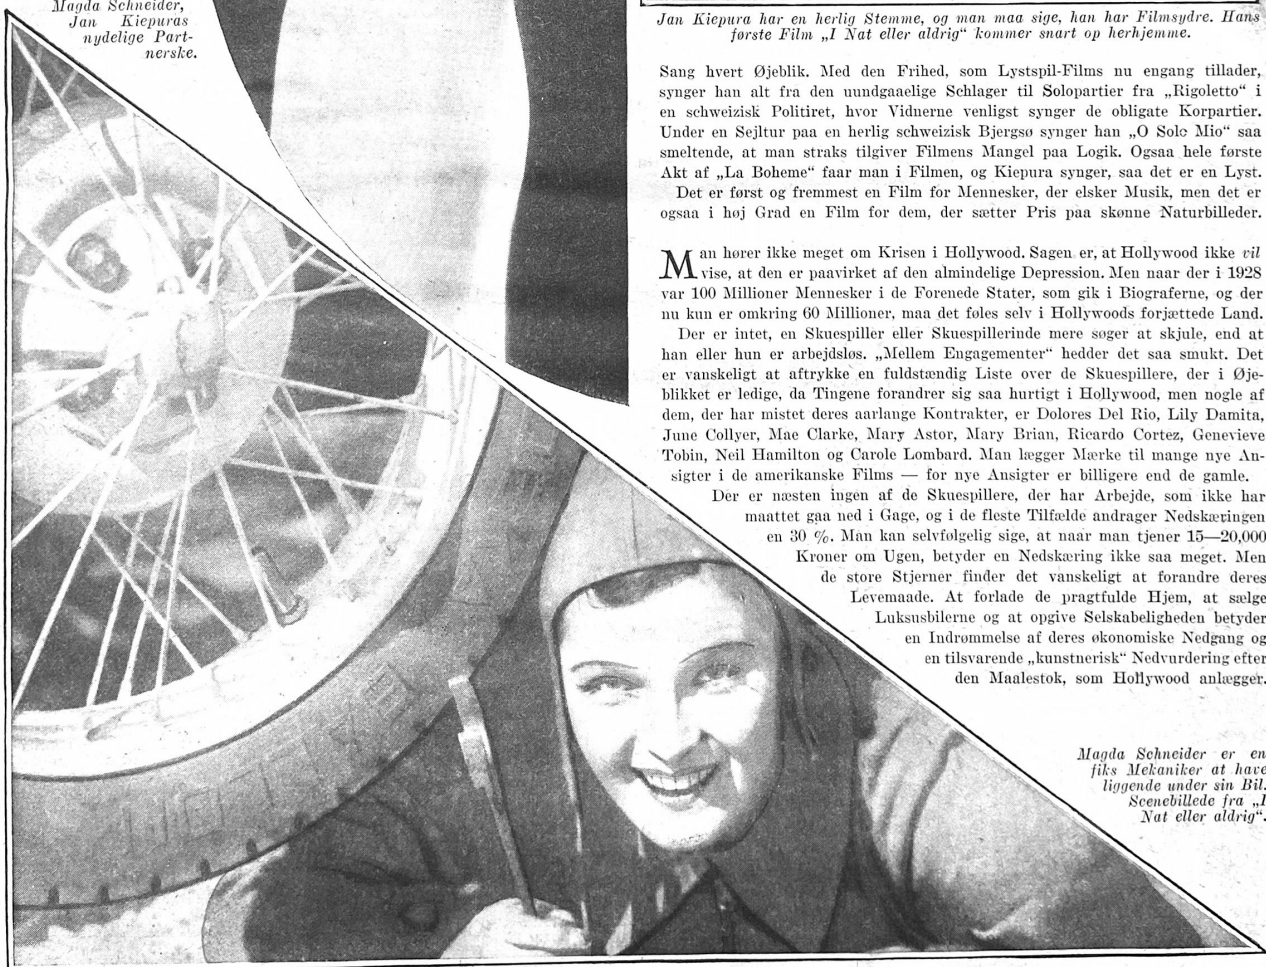 Magda Schneider,
Jan Kiepuras
nydelige Part-
nerske.
Jan Kiepura har en herlig Stemme, og man maa sige, han har Filmsydre. Hans
første Film „I Nat eller aldrig“ kommer snart op herhjemme.
Sang hvert Øjeblik. Med den Frihed, som Lystspil-Films nu engang tillader,
synger han alt fra den uundgaaelige Schlager til Solopartier fra „Rigoletto“ i
en schweizisk Politiret, hvor Vidnerne venligst synger de obligate Korpartier.
Under en Sejltur paa en herlig schweizisk Bjergsø synger han „O Sole Mio“ saa
smeltende, at man straks tilgiver Filmens Mangel paa Logik. Ogsaa hele første
Akt af „La Boheme“ faar man i Filmen, og Kiepura synger, saa det er en Lyst.
Det er først og fremmest en Film for Mennesker, der elsker Musik, men det er
ogsaa i høj Grad en Film for dem, der sætter Pris paa skønne Naturbilleder.
Man hører ikke meget om Krisen i Hollywood. Sagen er, at Hollywood ikke vil
vise, at den er paavirket af den almindelige Depression. Men naar der i 1928
var 100 Millioner Mennesker i de Forenede Stater, som gik i Biograferne, og der
nu kun er omkring 60 Millioner, maa det føles selv i Hollywoods forjættede Land.
Der er intet, en Skuespiller eller Skuespillerinde mere søger at skjule, end at
han eller hun er arbejdsløs. „Mellem Engagementer“ hedder det saa smukt. Det
er vanskeligt at aftrykke en fuldstændig Liste over de Skuespillere, der i Øje-
blikket er ledige, da Tingene forandrer sig saa hurtigt i Hollywood, men nogle af
dem, der har mistet deres aarlange Kontrakter, er Dolores Del Rio, Lily Damita,
June Collyer, Mae Clarke, Mary Astor, Mary Brian, Ricardo Cortez, Genevieve
Tobin, Neil Hamilton og Carole Lombard. Man lægger Mærke til mange nye An-
sigter i de amerikanske Films — for nye Ansigter er billigere end de gamle.
Der er næsten ingen af de Skuespillere, der har Arbejde, som ikke har
maattet gaa ned i Gage, og i de fleste Tilfælde andrager Nedskæringen
en 30 %. Man kan selvfølgelig sige, at naar man tjener 15—20,000
Kroner om Ugen, betyder en Nedskæring ikke saa meget. Men
de store Stjerner finder det vanskeligt at forandre deres
Levemaade. At forlade de pragtfulde Hjem, at sælge
Luksusbilerne og at opgive Selskabeligheden betyder
en Indrømmelse af deres økonomiske Nedgang og
en tilsvarende „kunstnerisk“ Nedvurdering efter
den Maalestok, som Hollywood anlægger.
Magda Schneider er en
fiks Mekaniker at have
liggende under sin Bil.
Scenebillede fra „I
Nat eller aldrig“.